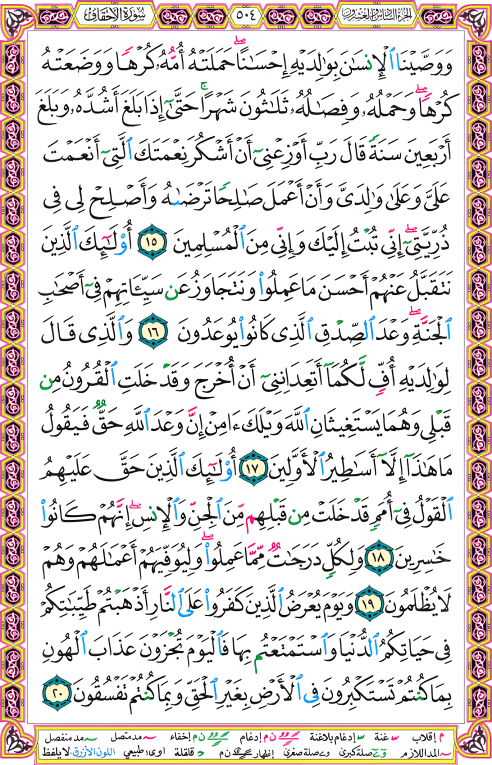 الجزء السادس والعشرون ٥٠٤ سُورَةُ الأَحْقَافِ
وَوَصَّيْنَا ٱلْإِنسَٰنَ بِوَٰلِدَيْهِ إِحْسَٰنًا ۖ حَمَلَتْهُ أُمُّهُۥ كُرْهًا وَوَضَعَتْهُ
كُرْهًا ۖ وَحَمْلُهُۥ وَفِصَٰلُهُۥ ثَلَٰثُونَ شَهْرًا ۚ حَتَّىٰٓ إِذَا بَلَغَ أَشُدَّهُۥ وَبَلَغَ
أَرْبَعِينَ سَنَةً قَالَ رَبِّ أَوْزِعْنِىٓ أَنْ أَشْكُرَ نِعْمَتَكَ ٱلَّتِىٓ أَنْعَمْتَ
عَلَىَّ وَعَلَىٰ وَٰلِدَىَّ وَأَنْ أَعْمَلَ صَٰلِحًا تَرْضَىٰهُ وَأَصْلِحْ لِى فِى
ذُرِّيَّتِىٓ ۖ إِنِّى تُبْتُ إِلَيْكَ وَإِنِّى مِنَ ٱلْمُسْلِمِينَ ١٥ أُو۟لَٰٓئِكَ ٱلَّذِينَ
نَتَقَبَّلُ عَنْهُمْ أَحْسَنَ مَا عَمِلُوا۟ وَنَتَجَاوَزُ عَن سَيِّـَٔاتِهِمْ فِىٓ أَصْحَٰبِ
ٱلْجَنَّةِ ۖ وَعْدَ ٱلصِّدْقِ ٱلَّذِى كَانُوا۟ يُوعَدُونَ ١٦ وَٱلَّذِى قَالَ
لِوَٰلِدَيْهِ أُفٍّ لَّكُمَآ أَتَعِدَانِنِىٓ أَنْ أُخْرَجَ وَقَدْ خَلَتِ ٱلْقُرُونُ مِن
قَبْلِى وَهُمَا يَسْتَغِيثَانِ ٱللَّهَ وَيْلَكَ ءَامِنْ إِنَّ وَعْدَ ٱللَّهِ حَقٌّ فَيَقُولُ
مَا هَٰذَآ إِلَّآ أَسَٰطِيرُ ٱلْأَوَّلِينَ ١٧ أُو۟لَٰٓئِكَ ٱلَّذِينَ حَقَّ عَلَيْهِمُ
ٱلْقَوْلُ فِىٓ أُمَمٍ قَدْ خَلَتْ مِن قَبْلِهِم مِّنَ ٱلْجِنِّ وَٱلْإِنسِ ۖ إِنَّهُمْ كَانُوا۟
خَٰسِرِينَ ١٨ وَلِكُلٍّ دَرَجَٰتٌ مِّمَّا عَمِلُوا۟ ۖ وَلِيُوَفِّيَهُمْ أَعْمَٰلَهُمْ وَهُمْ
لَا يُظْلَمُونَ ١٩ وَيَوْمَ يُعْرَضُ ٱلَّذِينَ كَفَرُوا۟ عَلَى ٱلنَّارِ أَذْهَبْتُمْ طَيِّبَٰتِكُمْ
فِى حَيَاتِكُمُ ٱلدُّنْيَا وَٱسْتَمْتَعْتُم بِهَا فَٱلْيَوْمَ تُجْزَوْنَ عَذَابَ ٱلْهُونِ
بِمَا كُنتُمْ تَسْتَكْبِرُونَ فِى ٱلْأَرْضِ بِغَيْرِ ٱلْحَقِّ وَبِمَا كُنتُمْ تَفْسُقُونَ ٢٠
م إقلاب غنة إدغام بلاغنة ن م إدغام ن م إخفاء مد متصل مد منفصل
المد اللازم صلة كبرى صلة صغرى إظهار ن م قلقلة اوى: طبيعي اللون الأزرق: لا يلفظ